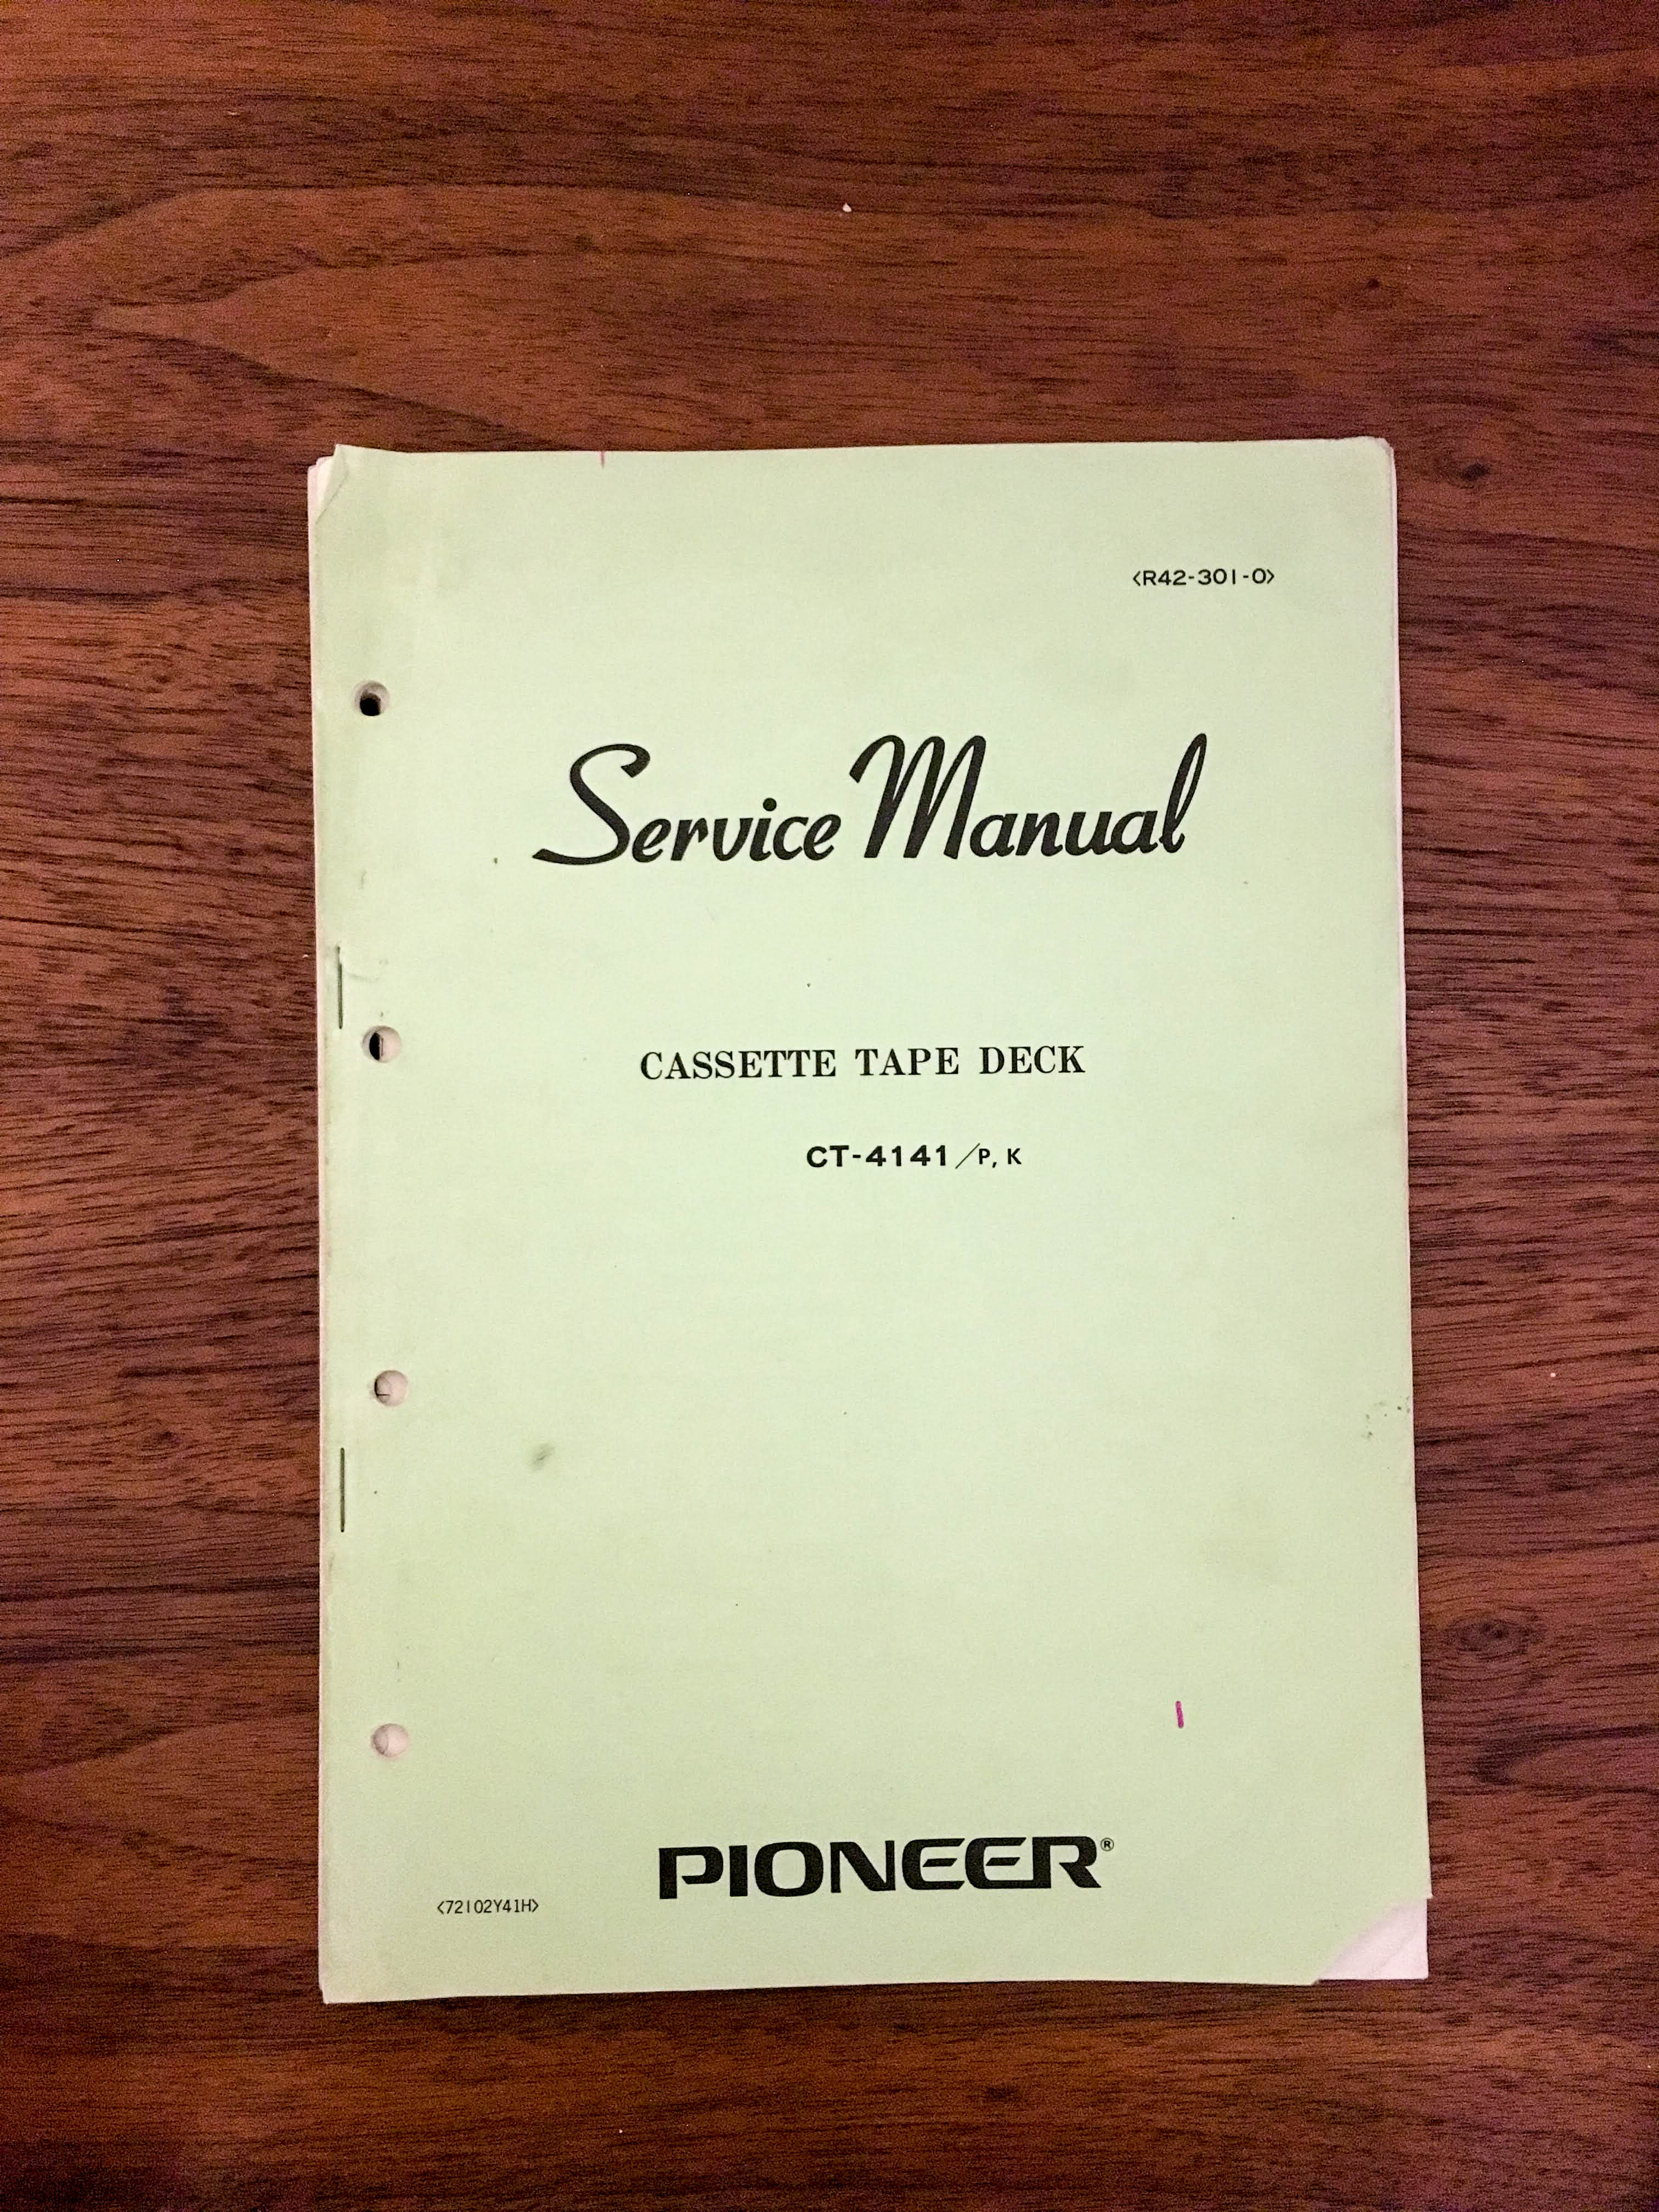 <R42-301-0>
Service Manual
CASSETTE TAPE DECK
CT-4141/P, K
PIONEER®
<72102Y41H>